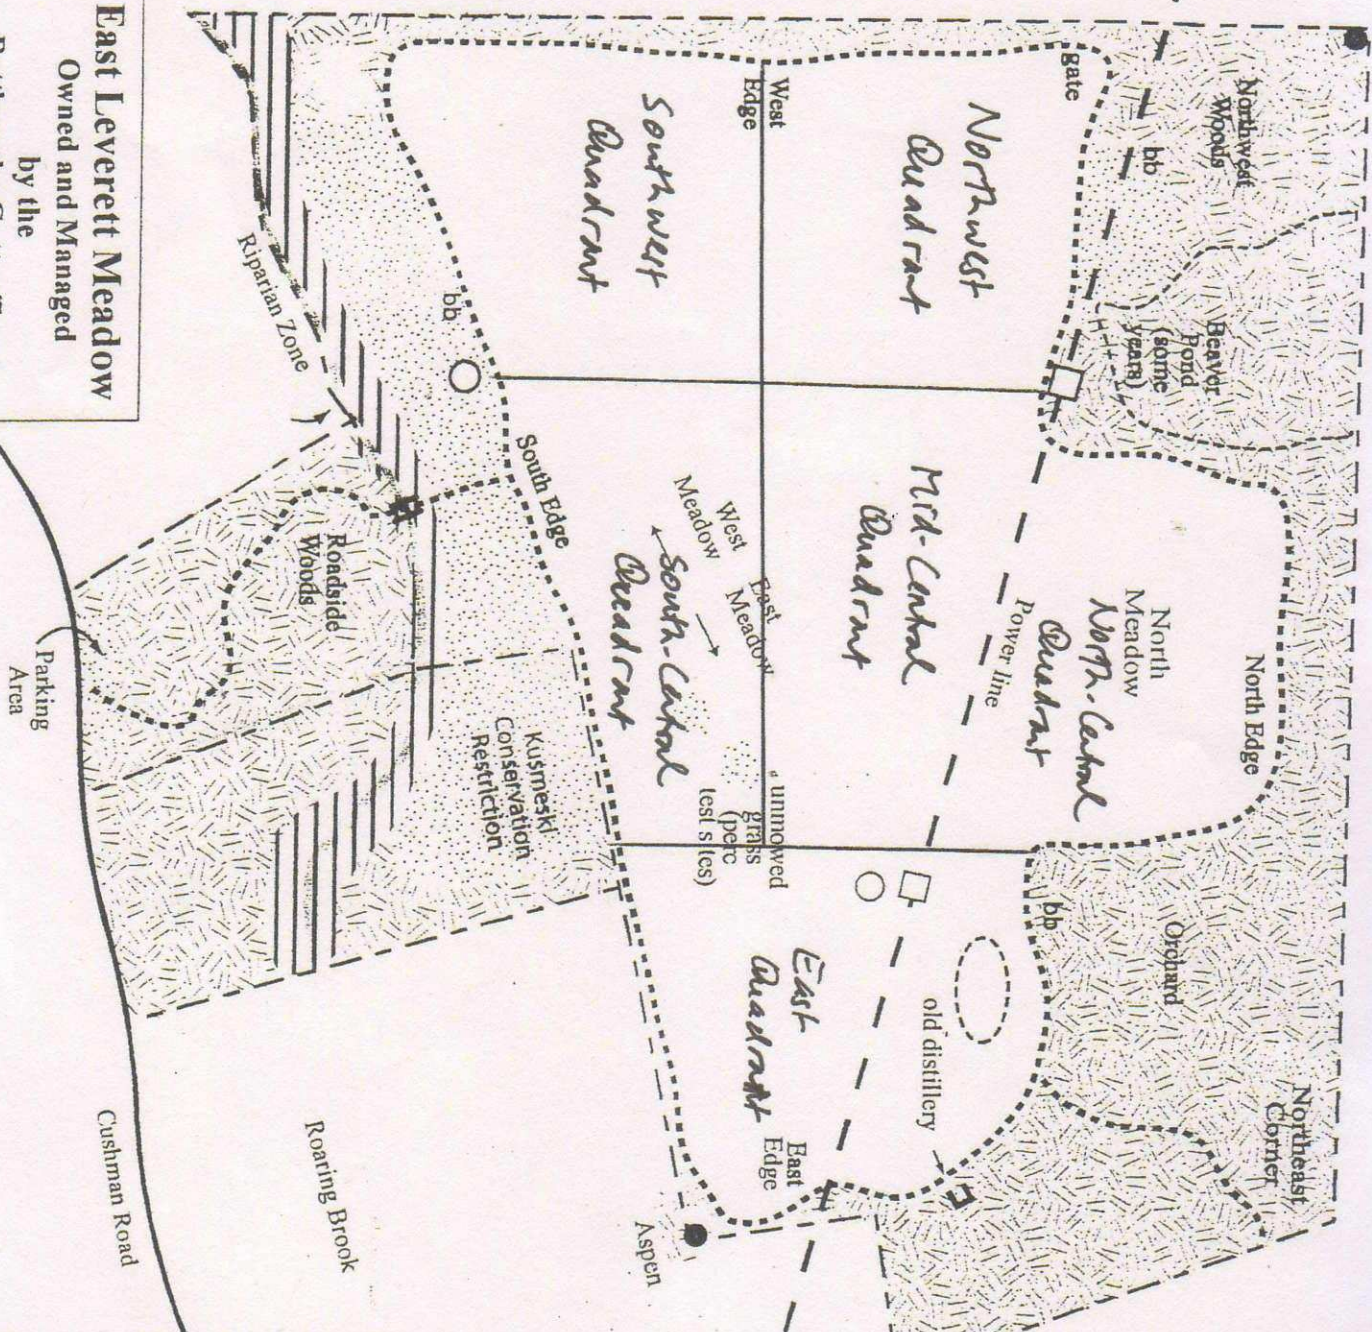 Northwest
Woods
bb
gate
Beaver
Pond
(some
years)
North Edge
Northeast
Corner
Orchard
bb
Northwest
Quadrant
North
Meadow
North-Central
Quadrant
Power line
Mid-Central
Quadrant
old distillery
West
Edge
East
Meadow
West
Meadow
unmowed
grass
(perc
test sites)
East
Quadrant
East
Edge
Southwest
Quadrant
South-Central
Quadrant
South Edge
bb
Aspen
Kusmeski
Conservation
Restriction
Riparian Zone
Roadside
Woods
Roaring Brook
Parking
Area
Cushman Road
East Leverett Meadow
Owned and Managed
by the